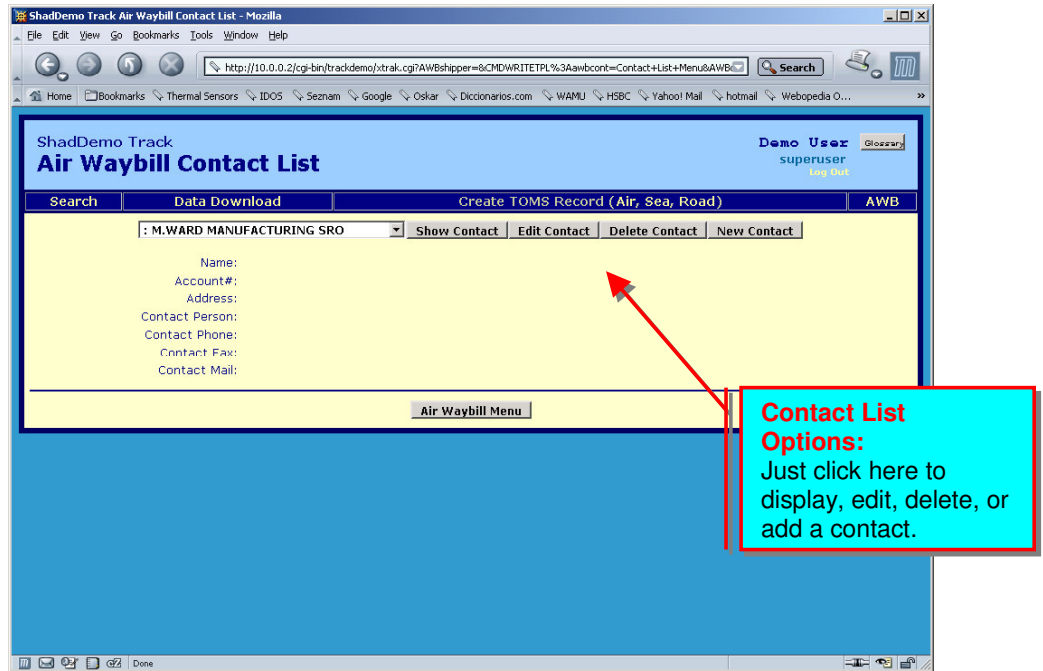 ShadDemo Track Air Waybill Contact List - Mozilla
File Edit View Go Bookmarks Tools Window Help
http://10.0.0.2/cgi-bin/trackdemo/xtrak.cgi?AWBshipper=&CMDWRITETPL%3Aawbcont=Contact+List+Menu&AWB
Search
Home Bookmarks Thermal Sensors IDOS Seznam Google Oskar Diccionarios.com WAMU HSBC Yahoo! Mail hotmail Webopedia O... »
ShadDemo Track
Air Waybill Contact List
Demo User Glossary
superuser
Log Out
Search Data Download Create TOMS Record (Air, Sea, Road) AWB
: M.WARD MANUFACTURING SRO Show Contact Edit Contact Delete Contact New Contact
Name:
Account#:
Address:
Contact Person:
Contact Phone:
Contact Fax:
Contact Mail:
Air Waybill Menu
Contact List
Options:
Just click here to
display, edit, delete, or
add a contact.
Done